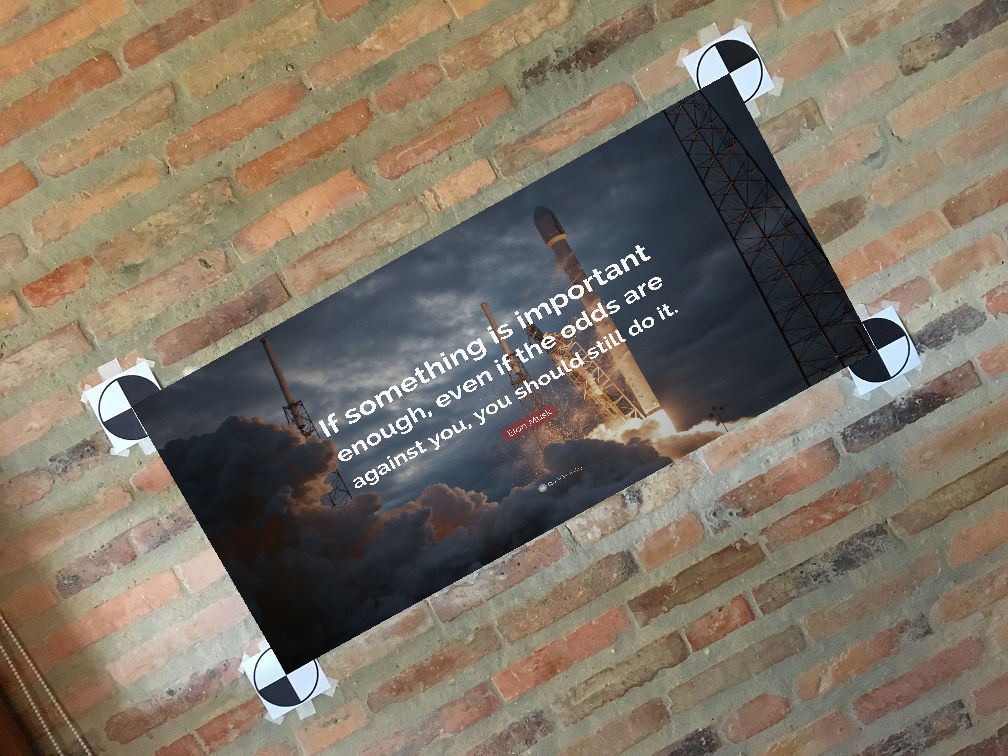 If something is important
enough, even if the odds are
against you, you should still do it.
Elon Musk